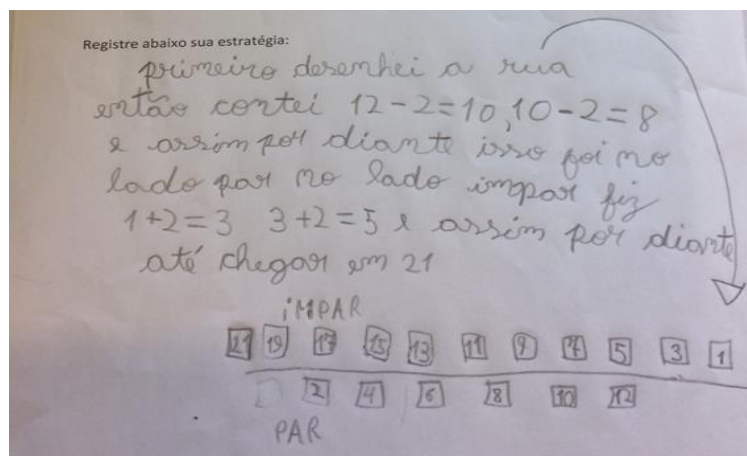 Registre abaixo sua estratégia:
primeiro desenhei a rua
então contei 12-2=10, 10-2=8
e assim por diante isso foi no
lado par no lado impar fiz
1+2=3 3+2=5 e assim por diante
até chegar em 21
iMPAR
21 19 17 15 13 11 9 7 5 3 1
2 4 6 8 10 12
PAR